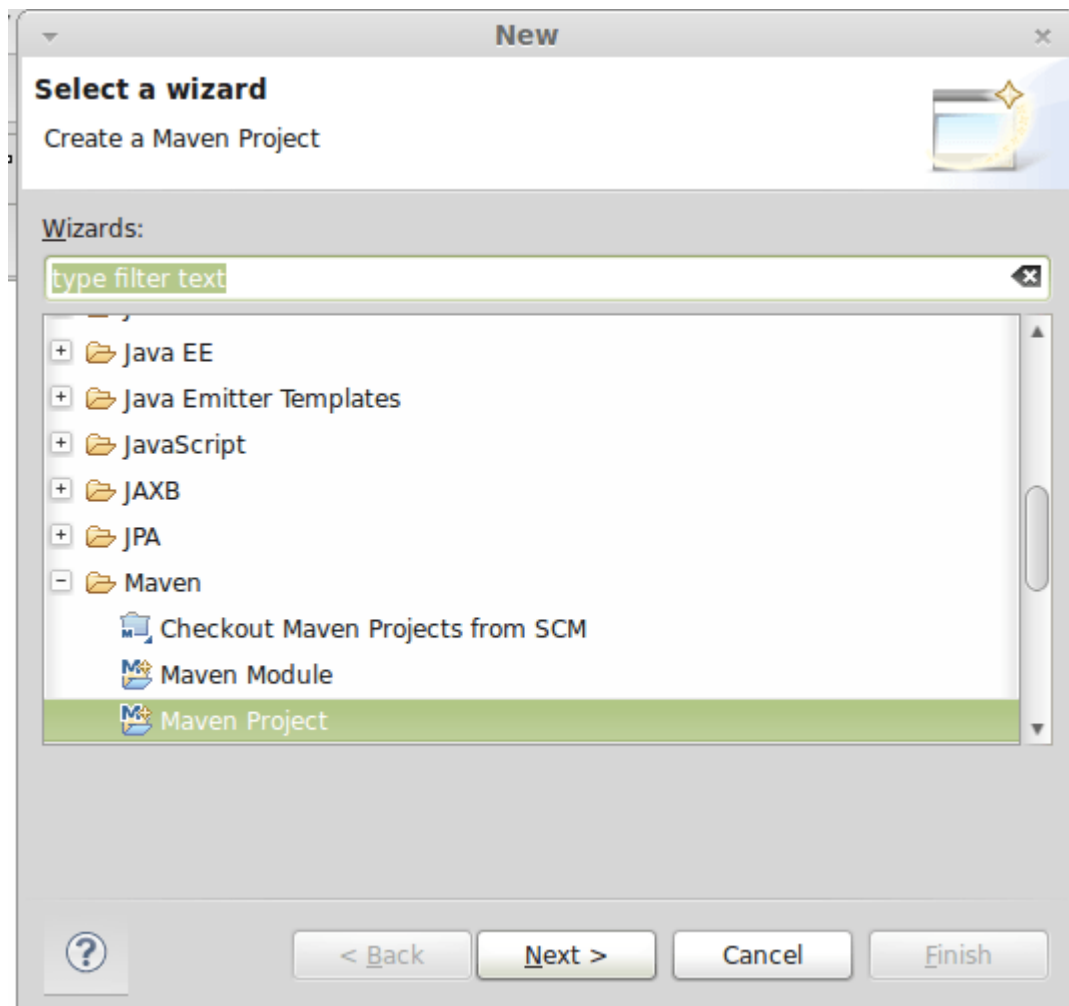 New
Select a wizard
Create a Maven Project
Wizards:
type filter text
Java EE
Java Emitter Templates
JavaScript
JAXB
JPA
Maven
Checkout Maven Projects from SCM
Maven Module
Maven Project
< Back
Next >
Cancel
Finish